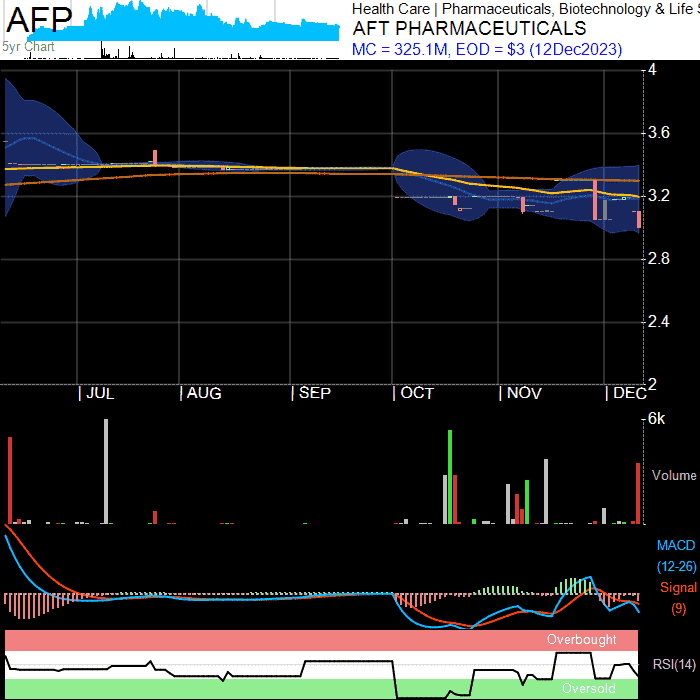 AFP
5yr Chart
Health Care | Pharmaceuticals, Biotechnology & Life S
AFT PHARMACEUTICALS
MC = 325.1M, EOD = $3 (12Dec2023)
4
3.6
3.2
2.8
2.4
2
| JUL | AUG | SEP | OCT | NOV | DEC
6k
Volume
MACD
(12-26)
Signal
(9)
Overbought
RSI(14)
Oversold